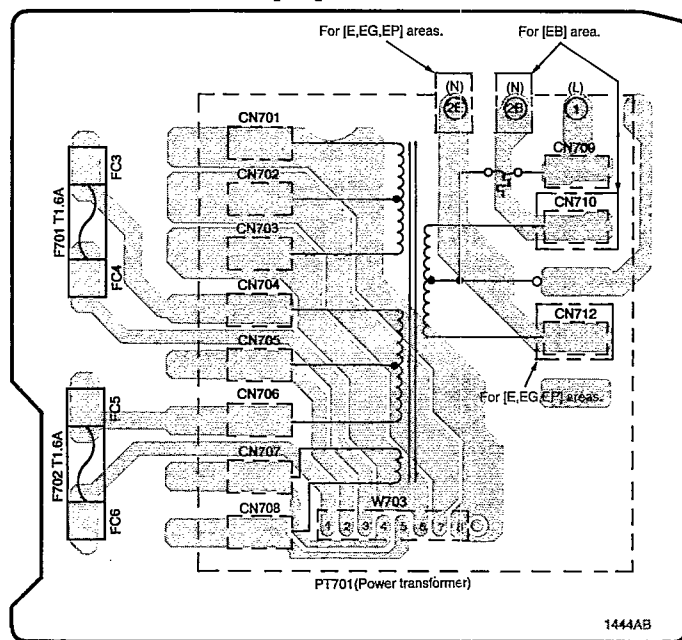 For [E,EG,EP] areas.
For [EB] area.
(N)
2E
(N)
2B
(L)
1
CN701
CN702
CN703
CN704
CN705
CN706
CN707
CN708
CN709
CN710
CN712
FC3
F701 T1.6A
FC4
FC5
F702 T1.6A
FC6
For [E,EG,EP] areas.
W703
1 2 3 4 5 6 7 8
PT701(Power transformer)
1444AB